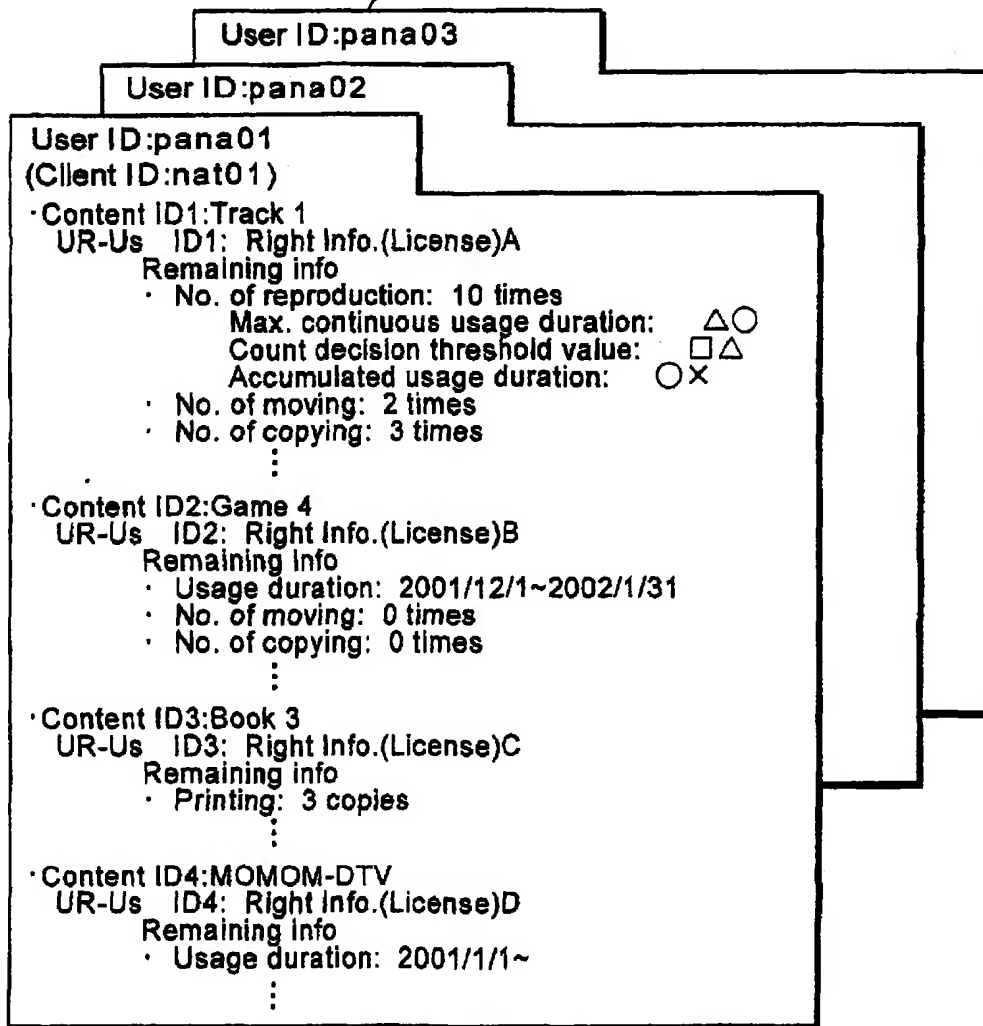 User ID:pana03
User ID:pana02
User ID:pana01
(Client ID:nat01)
·Content ID1:Track 1
UR-Us ID1: Right Info.(License)A
Remaining info
· No. of reproduction: 10 times
Max. continuous usage duration: △○
Count decision threshold value: □△
Accumulated usage duration: ○×
· No. of moving: 2 times
· No. of copying: 3 times
·Content ID2:Game 4
UR-Us ID2: Right Info.(License)B
Remaining info
· Usage duration: 2001/12/1~2002/1/31
· No. of moving: 0 times
· No. of copying: 0 times
·Content ID3:Book 3
UR-Us ID3: Right Info.(License)C
Remaining info
· Printing: 3 copies
·Content ID4:MOMOM-DTV
UR-Us ID4: Right Info.(License)D
Remaining info
· Usage duration: 2001/1/1~